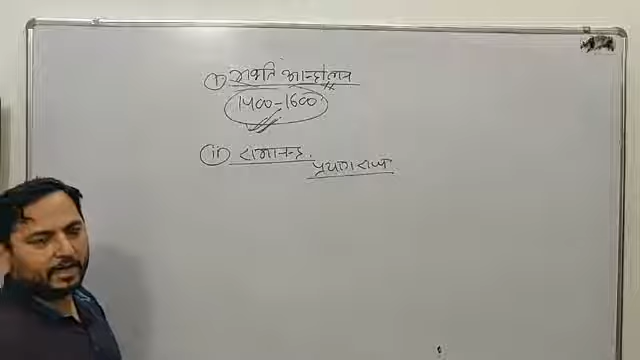 (i) भक्ति आन्दोलन
1400-1600
(ii) रामानन्द.
प्रयागराज